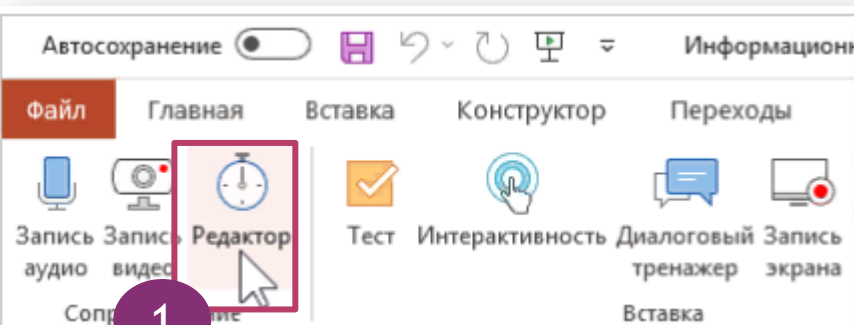 Автосохранение
Файл Главная Вставка Конструктор Переходы
Запись Запись Редактор Тест Интерактивность Диалоговый Запись
аудио видео тренажер экрана
1 Вставка